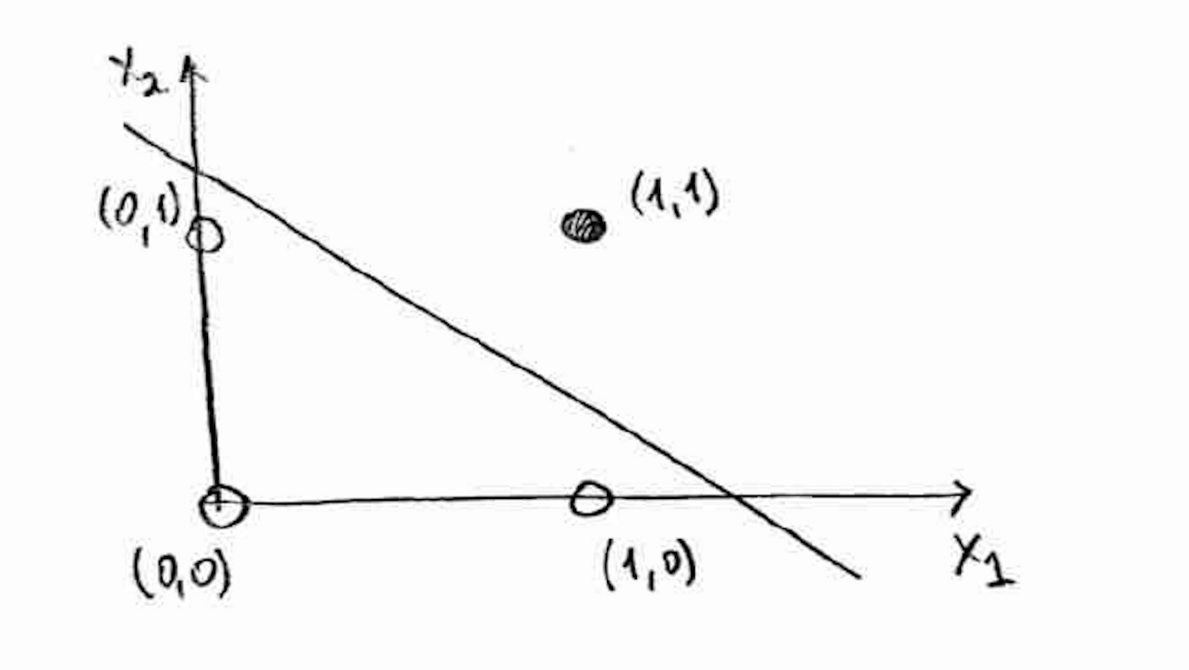 x₂
(0,1)
(1,1)
(0,0)
(1,0)
x₁